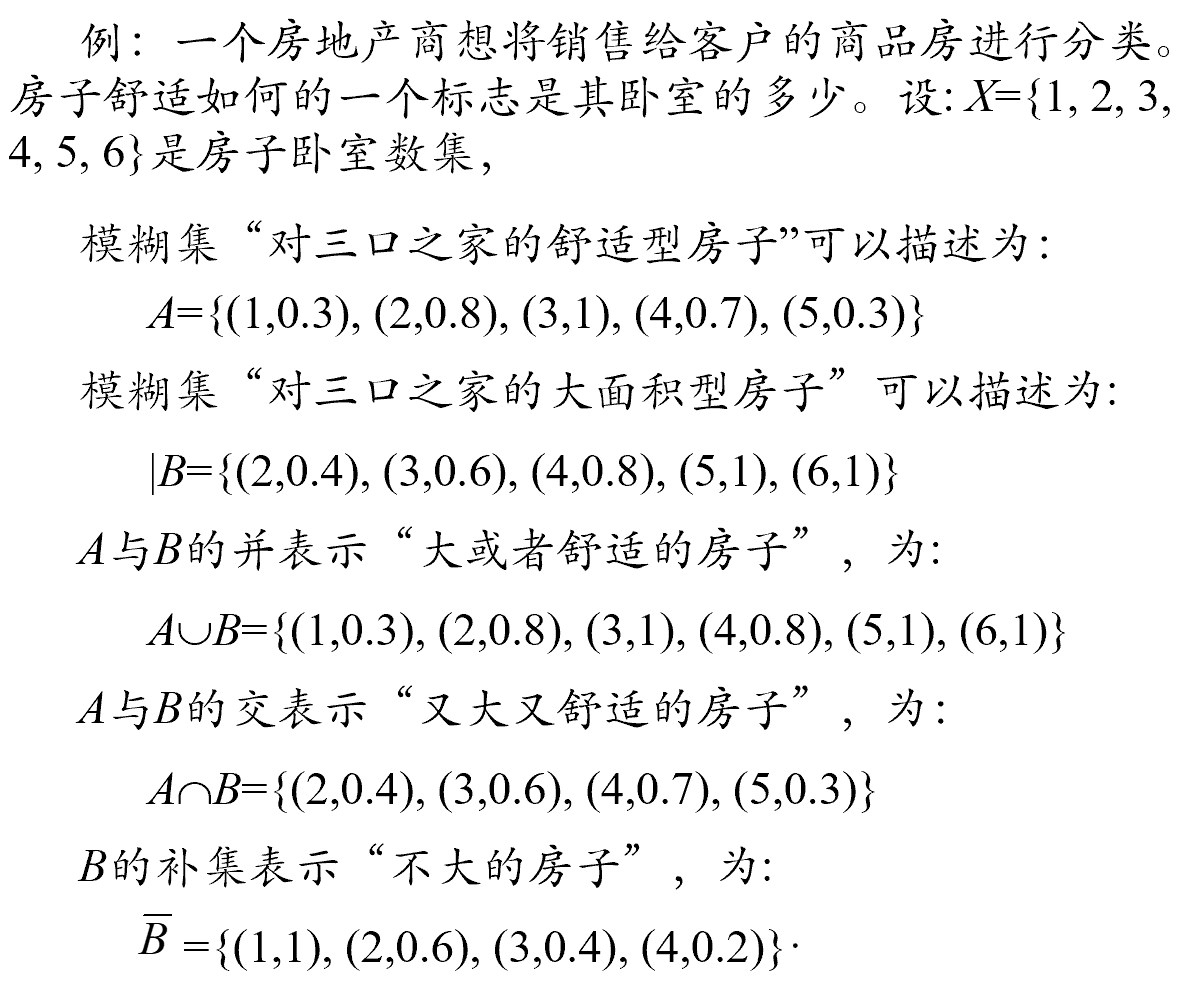 例：一个房地产商想将销售给客户的商品房进行分类。
房子舒适如何的一个标志是其卧室的多少。设: X={1, 2, 3,
4, 5, 6}是房子卧室数集，
模糊集“对三口之家的舒适型房子”可以描述为：
A={(1,0.3), (2,0.8), (3,1), (4,0.7), (5,0.3)}
模糊集“对三口之家的大面积型房子”可以描述为:
|B={(2,0.4), (3,0.6), (4,0.8), (5,1), (6,1)}
A与B的并表示“大或者舒适的房子”，为:
A∪B={(1,0.3), (2,0.8), (3,1), (4,0.8), (5,1), (6,1)}
A与B的交表示“又大又舒适的房子”，为：
A∩B={(2,0.4), (3,0.6), (4,0.7), (5,0.3)}
B的补集表示“不大的房子”，为:
B̅ ={(1,1), (2,0.6), (3,0.4), (4,0.2)}·